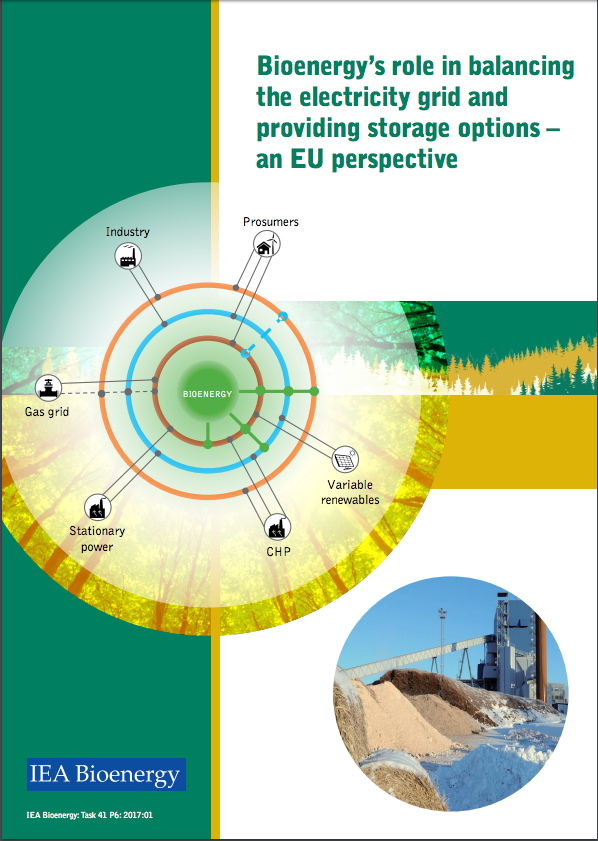 Bioenergy's role in balancing
the electricity grid and
providing storage options –
an EU perspective
Prosumers
Industry
BIOENERGY
Gas grid
Variable
renewables
Stationary
power
CHP
IEA Bioenergy
IEA Bioenergy: Task 41 P6: 2017:01